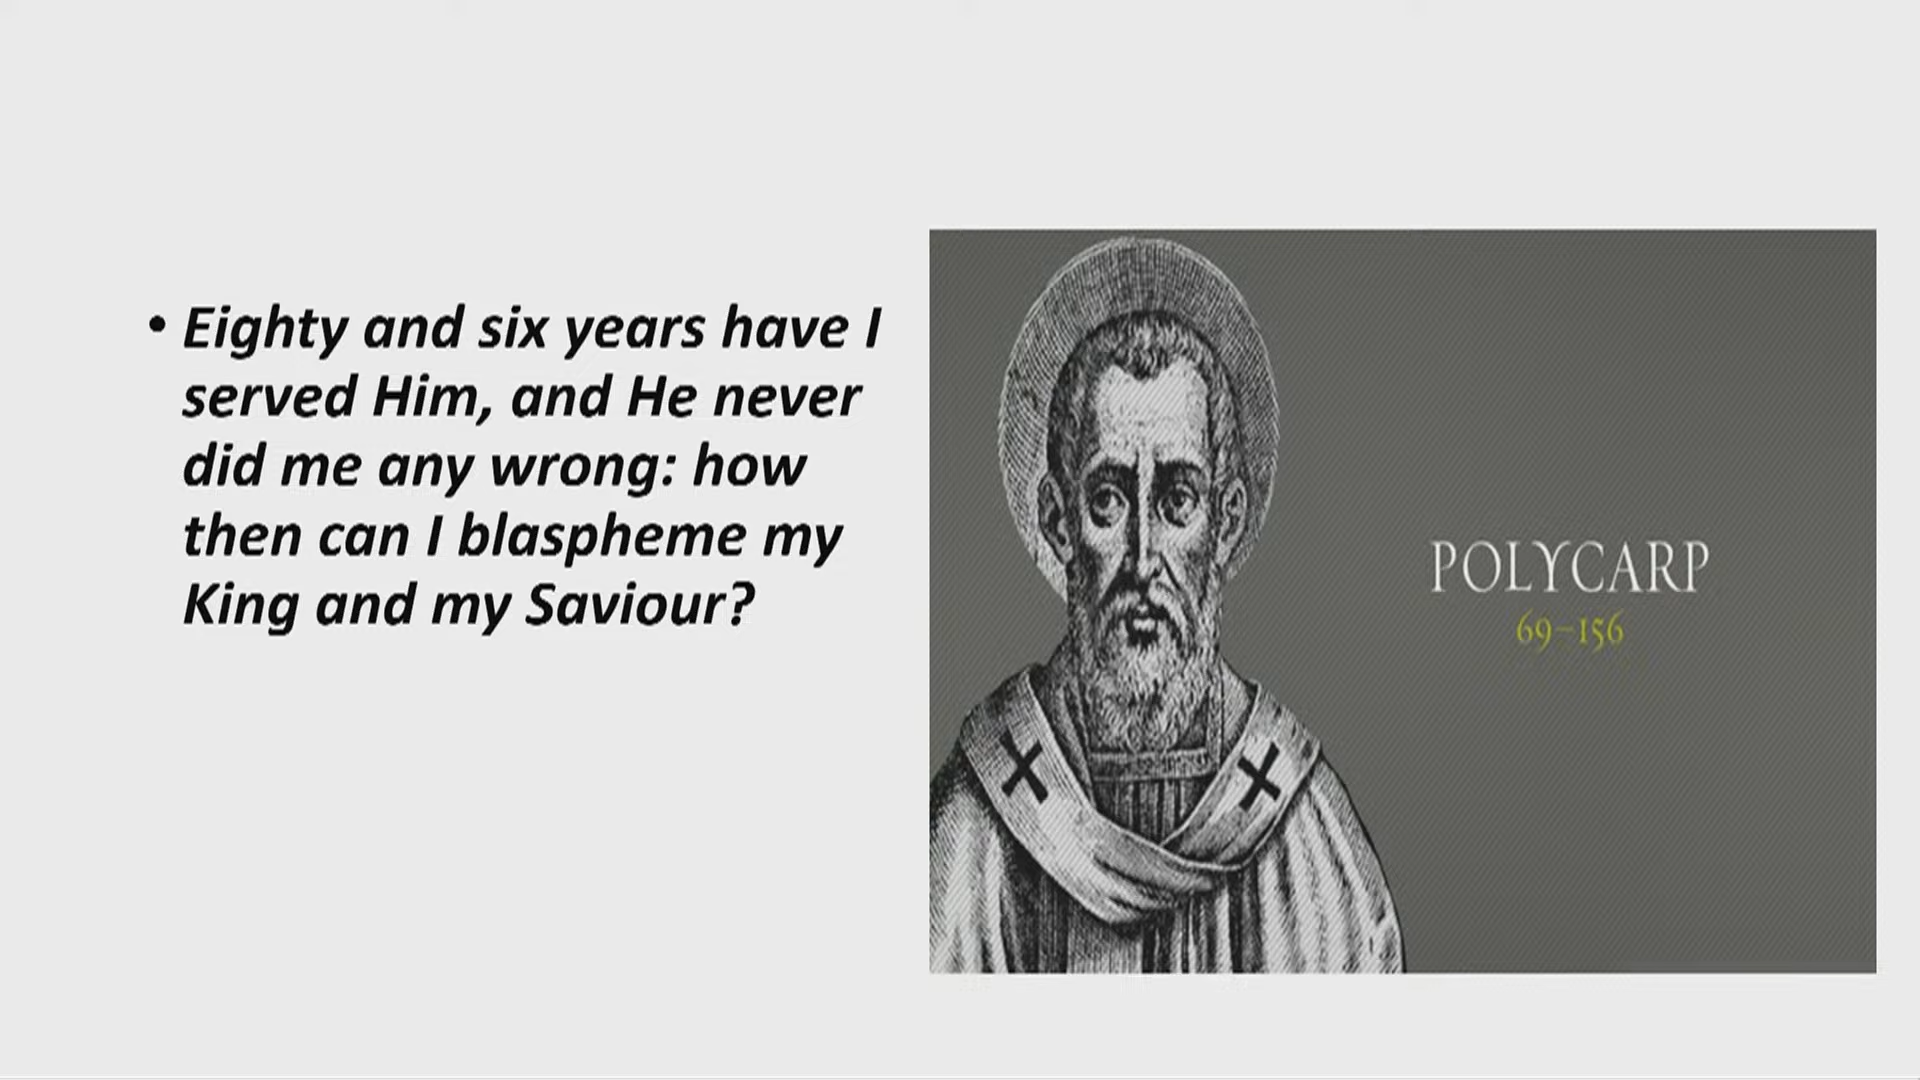 • Eighty and six years have I
served Him, and He never
did me any wrong: how
then can I blaspheme my
King and my Saviour?
POLYCARP
69–156